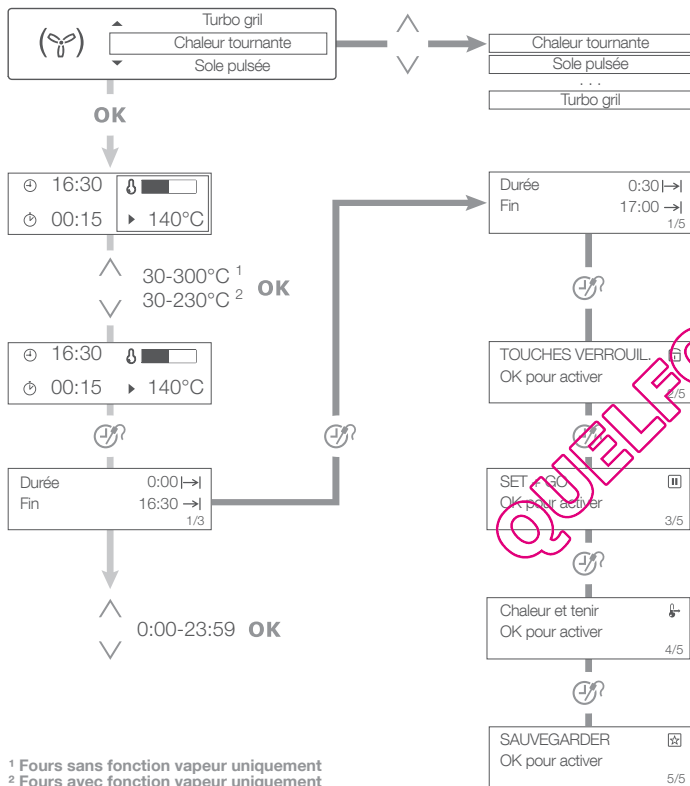 Turbo gril
Chaleur tournante
Sole pulsée
Chaleur tournante
Sole pulsée
. . .
Turbo gril
OK
16:30
00:15 140°C
30-300°C ¹
30-230°C ²
OK
16:30
00:15 140°C
Durée 0:00
Fin 16:30
1/3
0:00-23:59 OK
Durée 0:30
Fin 17:00
1/5
TOUCHES VERROUIL.
OK pour activer
2/5
SET + GO
OK pour activer
3/5
Chaleur et tenir
OK pour activer
4/5
SAUVEGARDER
OK pour activer
5/5
¹ Fours sans fonction vapeur uniquement
² Fours avec fonction vapeur uniquement